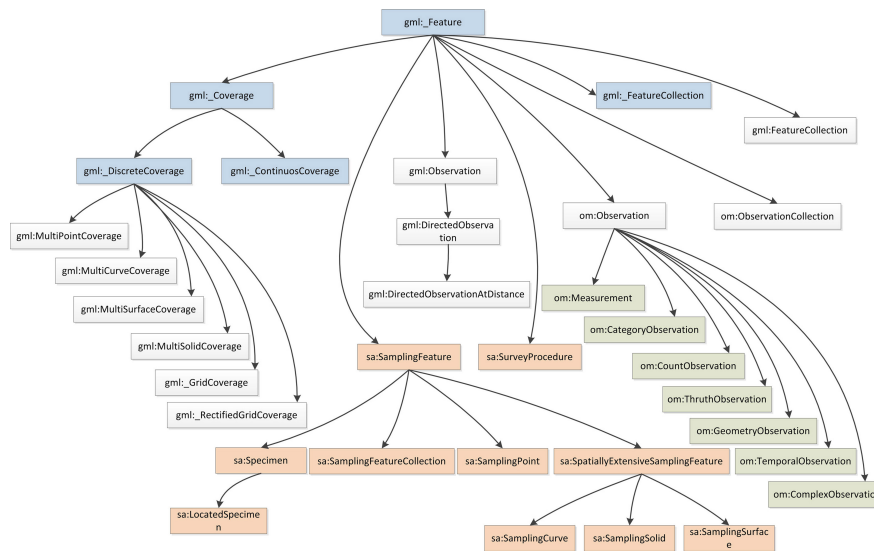 gml:_Feature
gml:_Coverage
gml:_FeatureCollection
gml:FeatureCollection
gml:_DiscreteCoverage
gml:_ContinuosCoverage
gml:Observation
om:Observation
om:ObservationCollection
gml:MultiPointCoverage
gml:DirectedObserva
tion
gml:MultiCurveCoverage
gml:DirectedObservationAtDistance
om:Measurement
gml:MultiSurfaceCoverage
om:CategoryObservation
gml:MultiSolidCoverage
sa:SamplingFeature
sa:SurveyProcedure
om:CountObservation
gml:_GridCoverage
om:ThruthObservation
gml:_RectifiedGridCoverage
om:GeometryObservation
sa:Specimen
sa:SamplingFeatureCollection
sa:SamplingPoint
sa:SpatiallyExtensiveSamplingFeature
om:TemporalObservation
om:ComplexObservatio
sa:LocatedSpecime
n
sa:SamplingCurve
sa:SamplingSolid
sa:SamplingSurfac
e